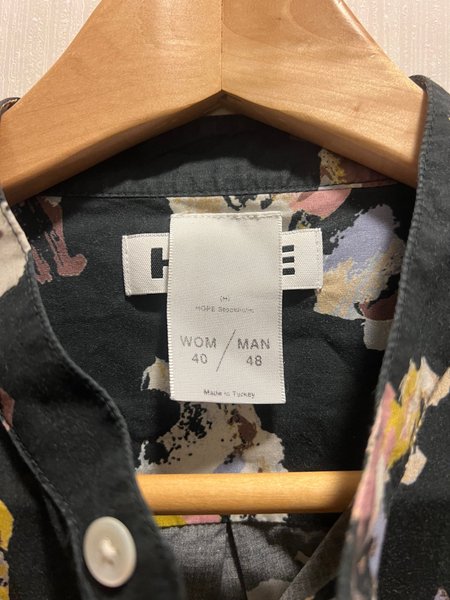 H E
(H)
HOPE Stockholm
WOM / MAN
40 / 48
Made in Turkey